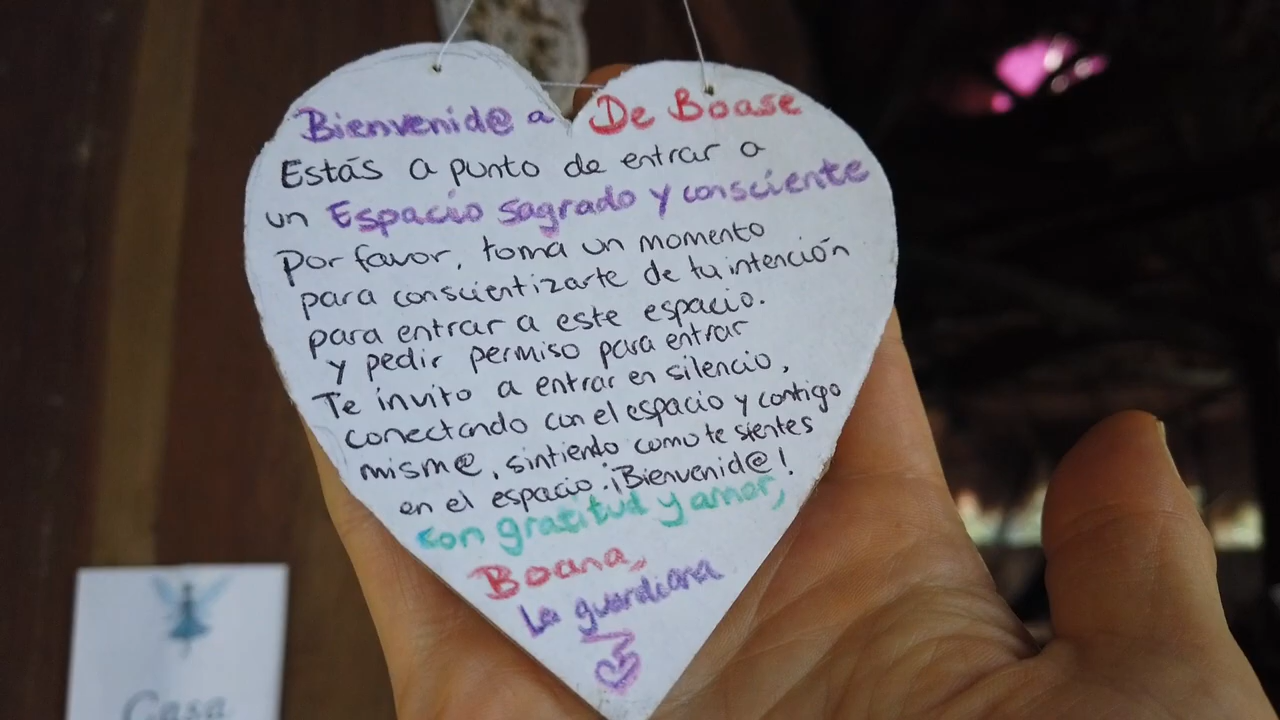 Bienvenid@ a De Boase
Estás a punto de entrar a
un Espacio sagrado y consciente
Por favor, toma un momento
para conscientizarte de tu intención
para entrar a este espacio.
y pedir permiso para entrar
Te invito a entrar en silencio,
conectando con el espacio y contigo
mism@, sintiendo como te sientes
en el espacio. ¡Bienvenid@!
con gratitud y amor,
Boana,
La guardiana
Casa